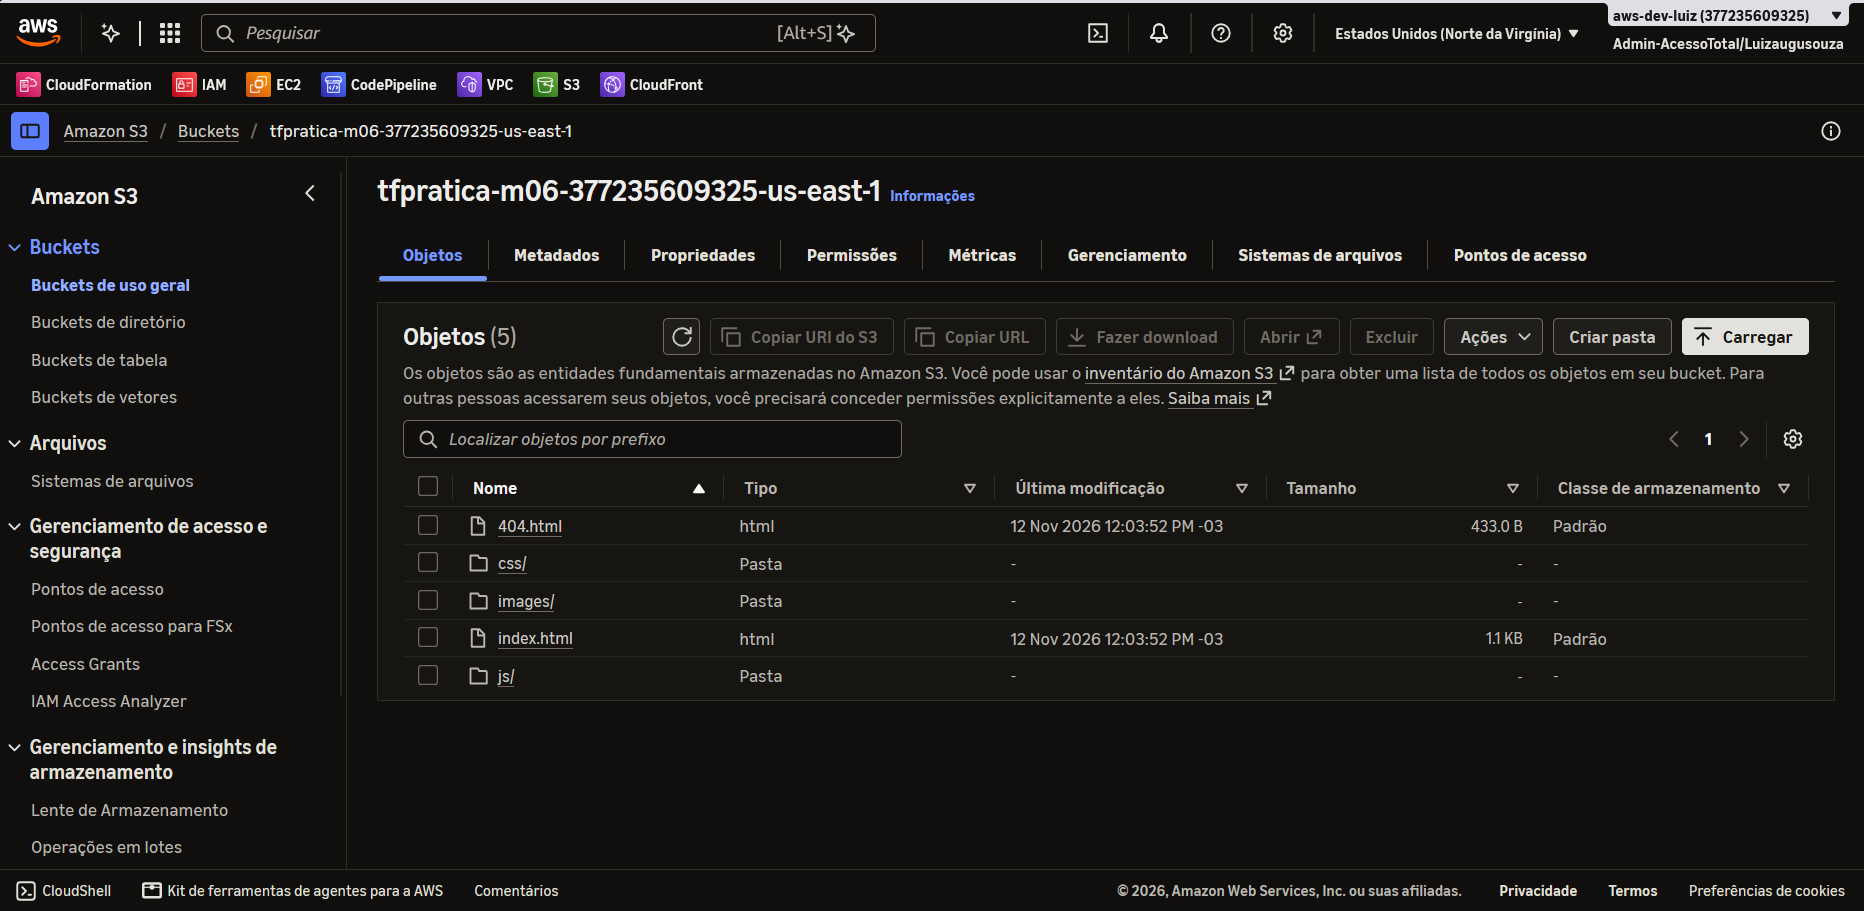 aws
Pesquisar
[Alt+S]
Estados Unidos (Norte da Virgínia)
aws-dev-luiz (377235609325)
Admin-AcessoTotal/Luizaugusouza
CloudFormation
IAM
EC2
CodePipeline
VPC
S3
CloudFront
Amazon S3 / Buckets / tfpratica-m06-377235609325-us-east-1
Amazon S3
Buckets
Buckets de uso geral
Buckets de diretório
Buckets de tabela
Buckets de vetores
Arquivos
Sistemas de arquivos
Gerenciamento de acesso e
segurança
Pontos de acesso
Pontos de acesso para FSx
Access Grants
IAM Access Analyzer
Gerenciamento e insights de
armazenamento
Lente de Armazenamento
Operações em lotes
tfpratica-m06-377235609325-us-east-1 Informações
Objetos
Metadados
Propriedades
Permissões
Métricas
Gerenciamento
Sistemas de arquivos
Pontos de acesso
Objetos (5)
Copiar URI do S3
Copiar URL
Fazer download
Abrir
Excluir
Ações
Criar pasta
Carregar
Os objetos são as entidades fundamentais armazenadas no Amazon S3. Você pode usar o inventário do Amazon S3 para obter uma lista de todos os objetos em seu bucket. Para
outras pessoas acessarem seus objetos, você precisará conceder permissões explicitamente a eles. Saiba mais
Localizar objetos por prefixo
1
Nome Tipo Última modificação Tamanho Classe de armazenamento
404.html html 12 Nov 2026 12:03:52 PM -03 433.0 B Padrão
css/ Pasta - - -
images/ Pasta - - -
index.html html 12 Nov 2026 12:03:52 PM -03 1.1 KB Padrão
js/ Pasta - - -
CloudShell
Kit de ferramentas de agentes para a AWS
Comentários
© 2026, Amazon Web Services, Inc. ou suas afiliadas.
Privacidade
Termos
Preferências de cookies